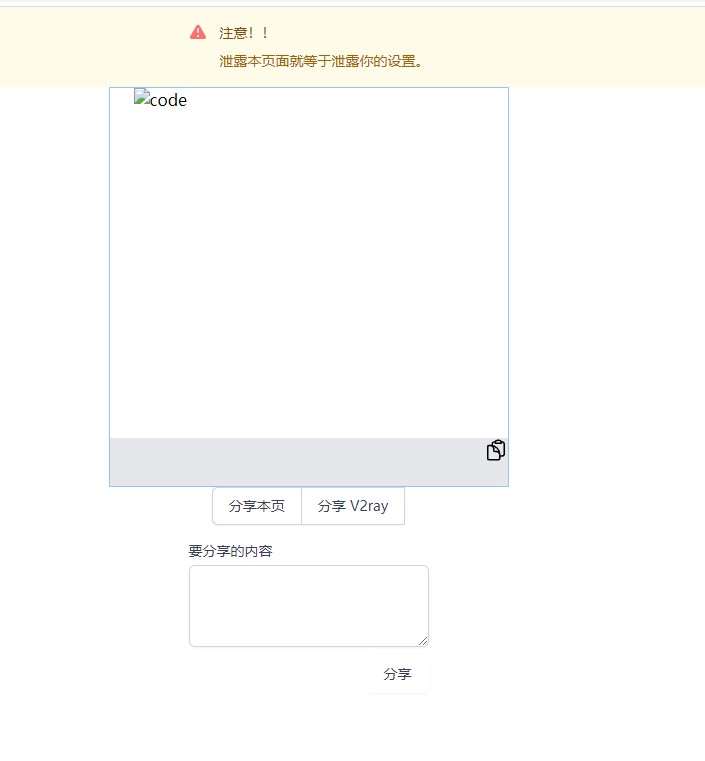 注意！！
泄露本页面就等于泄露你的设置。
code
分享本页
分享 V2ray
要分享的内容
分享